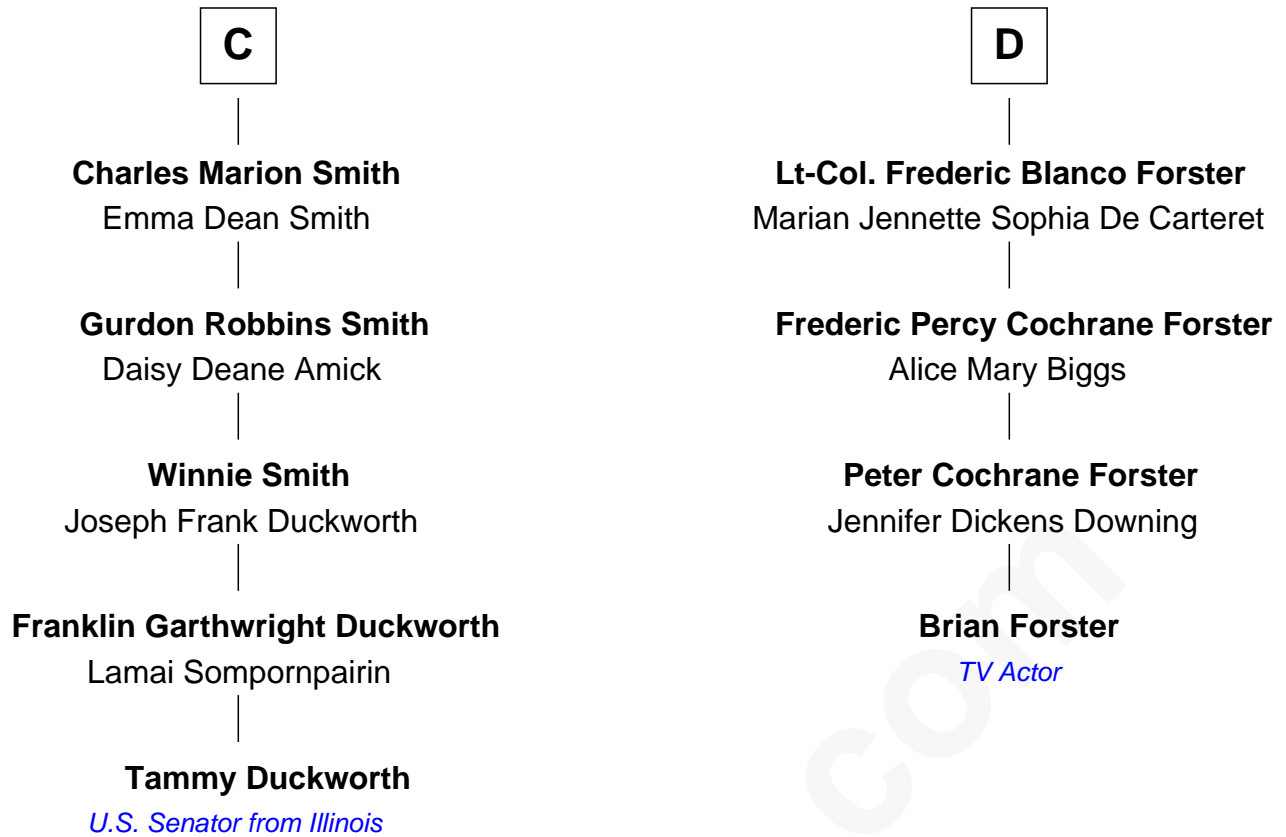 C
Charles Marion Smith
Emma Dean Smith
Gurdon Robbins Smith
Daisy Deane Amick
Winnie Smith
Joseph Frank Duckworth
Franklin Garthwright Duckworth
Lamai Sompornpairin
Tammy Duckworth
U.S. Senator from Illinois
D
Lt-Col. Frederic Blanco Forster
Marian Jennette Sophia De Carteret
Frederic Percy Cochrane Forster
Alice Mary Biggs
Peter Cochrane Forster
Jennifer Dickens Downing
Brian Forster
TV Actor
com